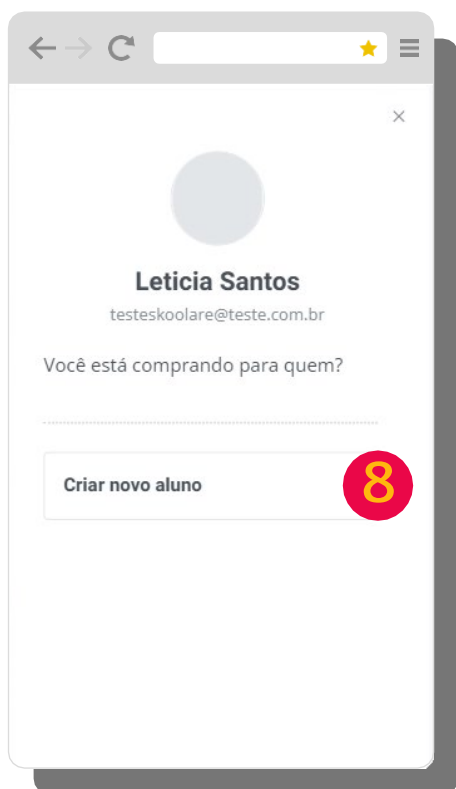 Leticia Santos
testeskoolare@teste.com.br
Você está comprando para quem?
Criar novo aluno
8